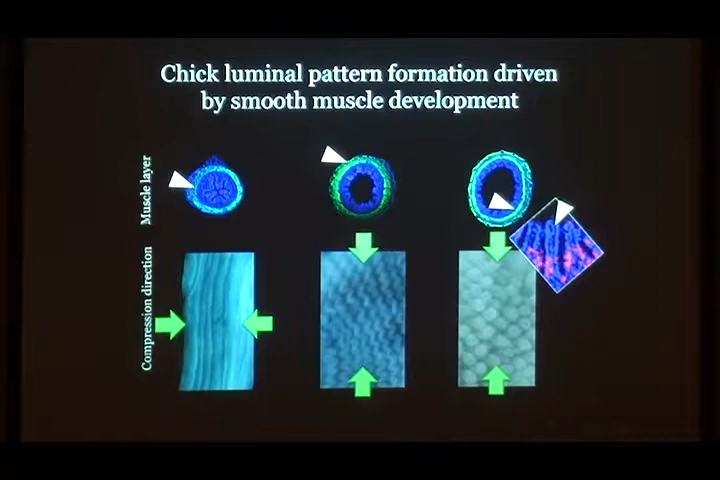 Chick luminal pattern formation driven
by smooth muscle development
Muscle layer
Compression direction